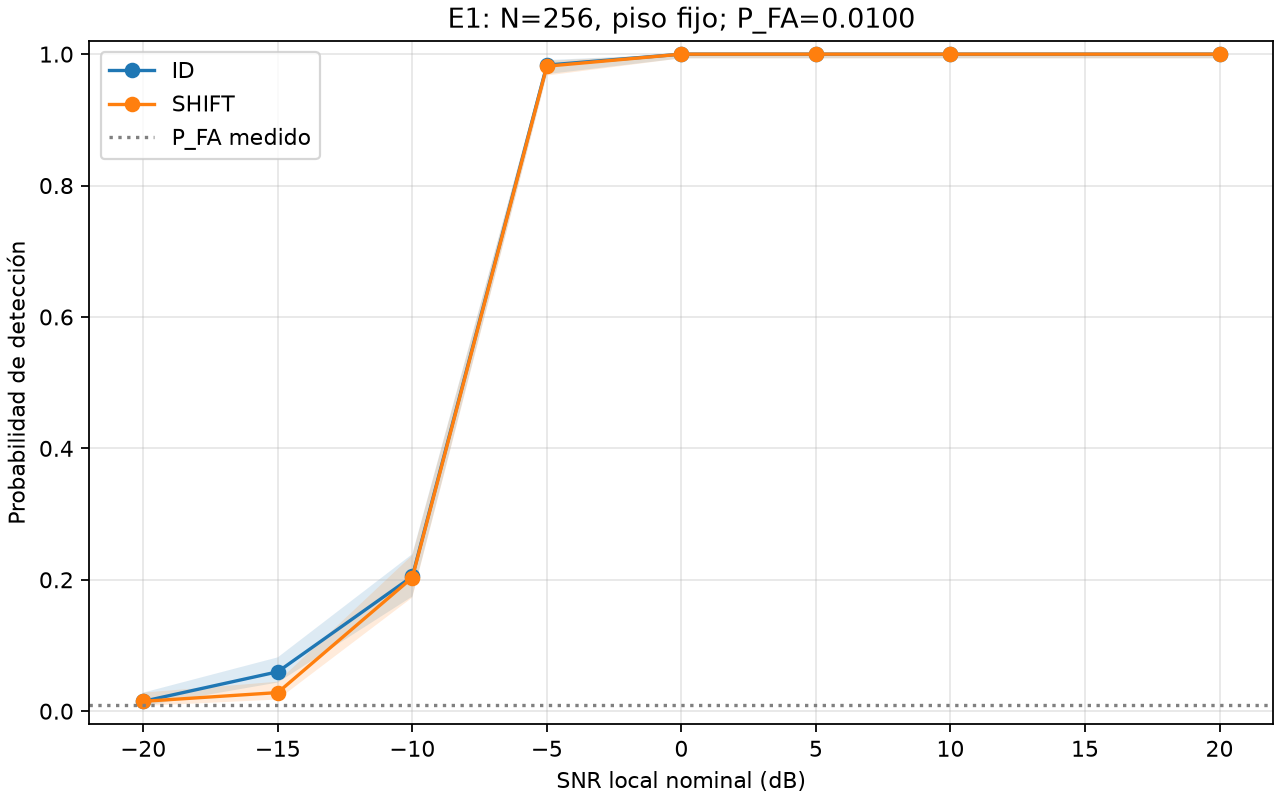 E1: N=256, piso fijo; P_FA=0.0100
ID
SHIFT
P_FA medido
Probabilidad de detección
1.0
0.8
0.6
0.4
0.2
0.0
−20
−15
−10
−5
0
5
10
15
20
SNR local nominal (dB)